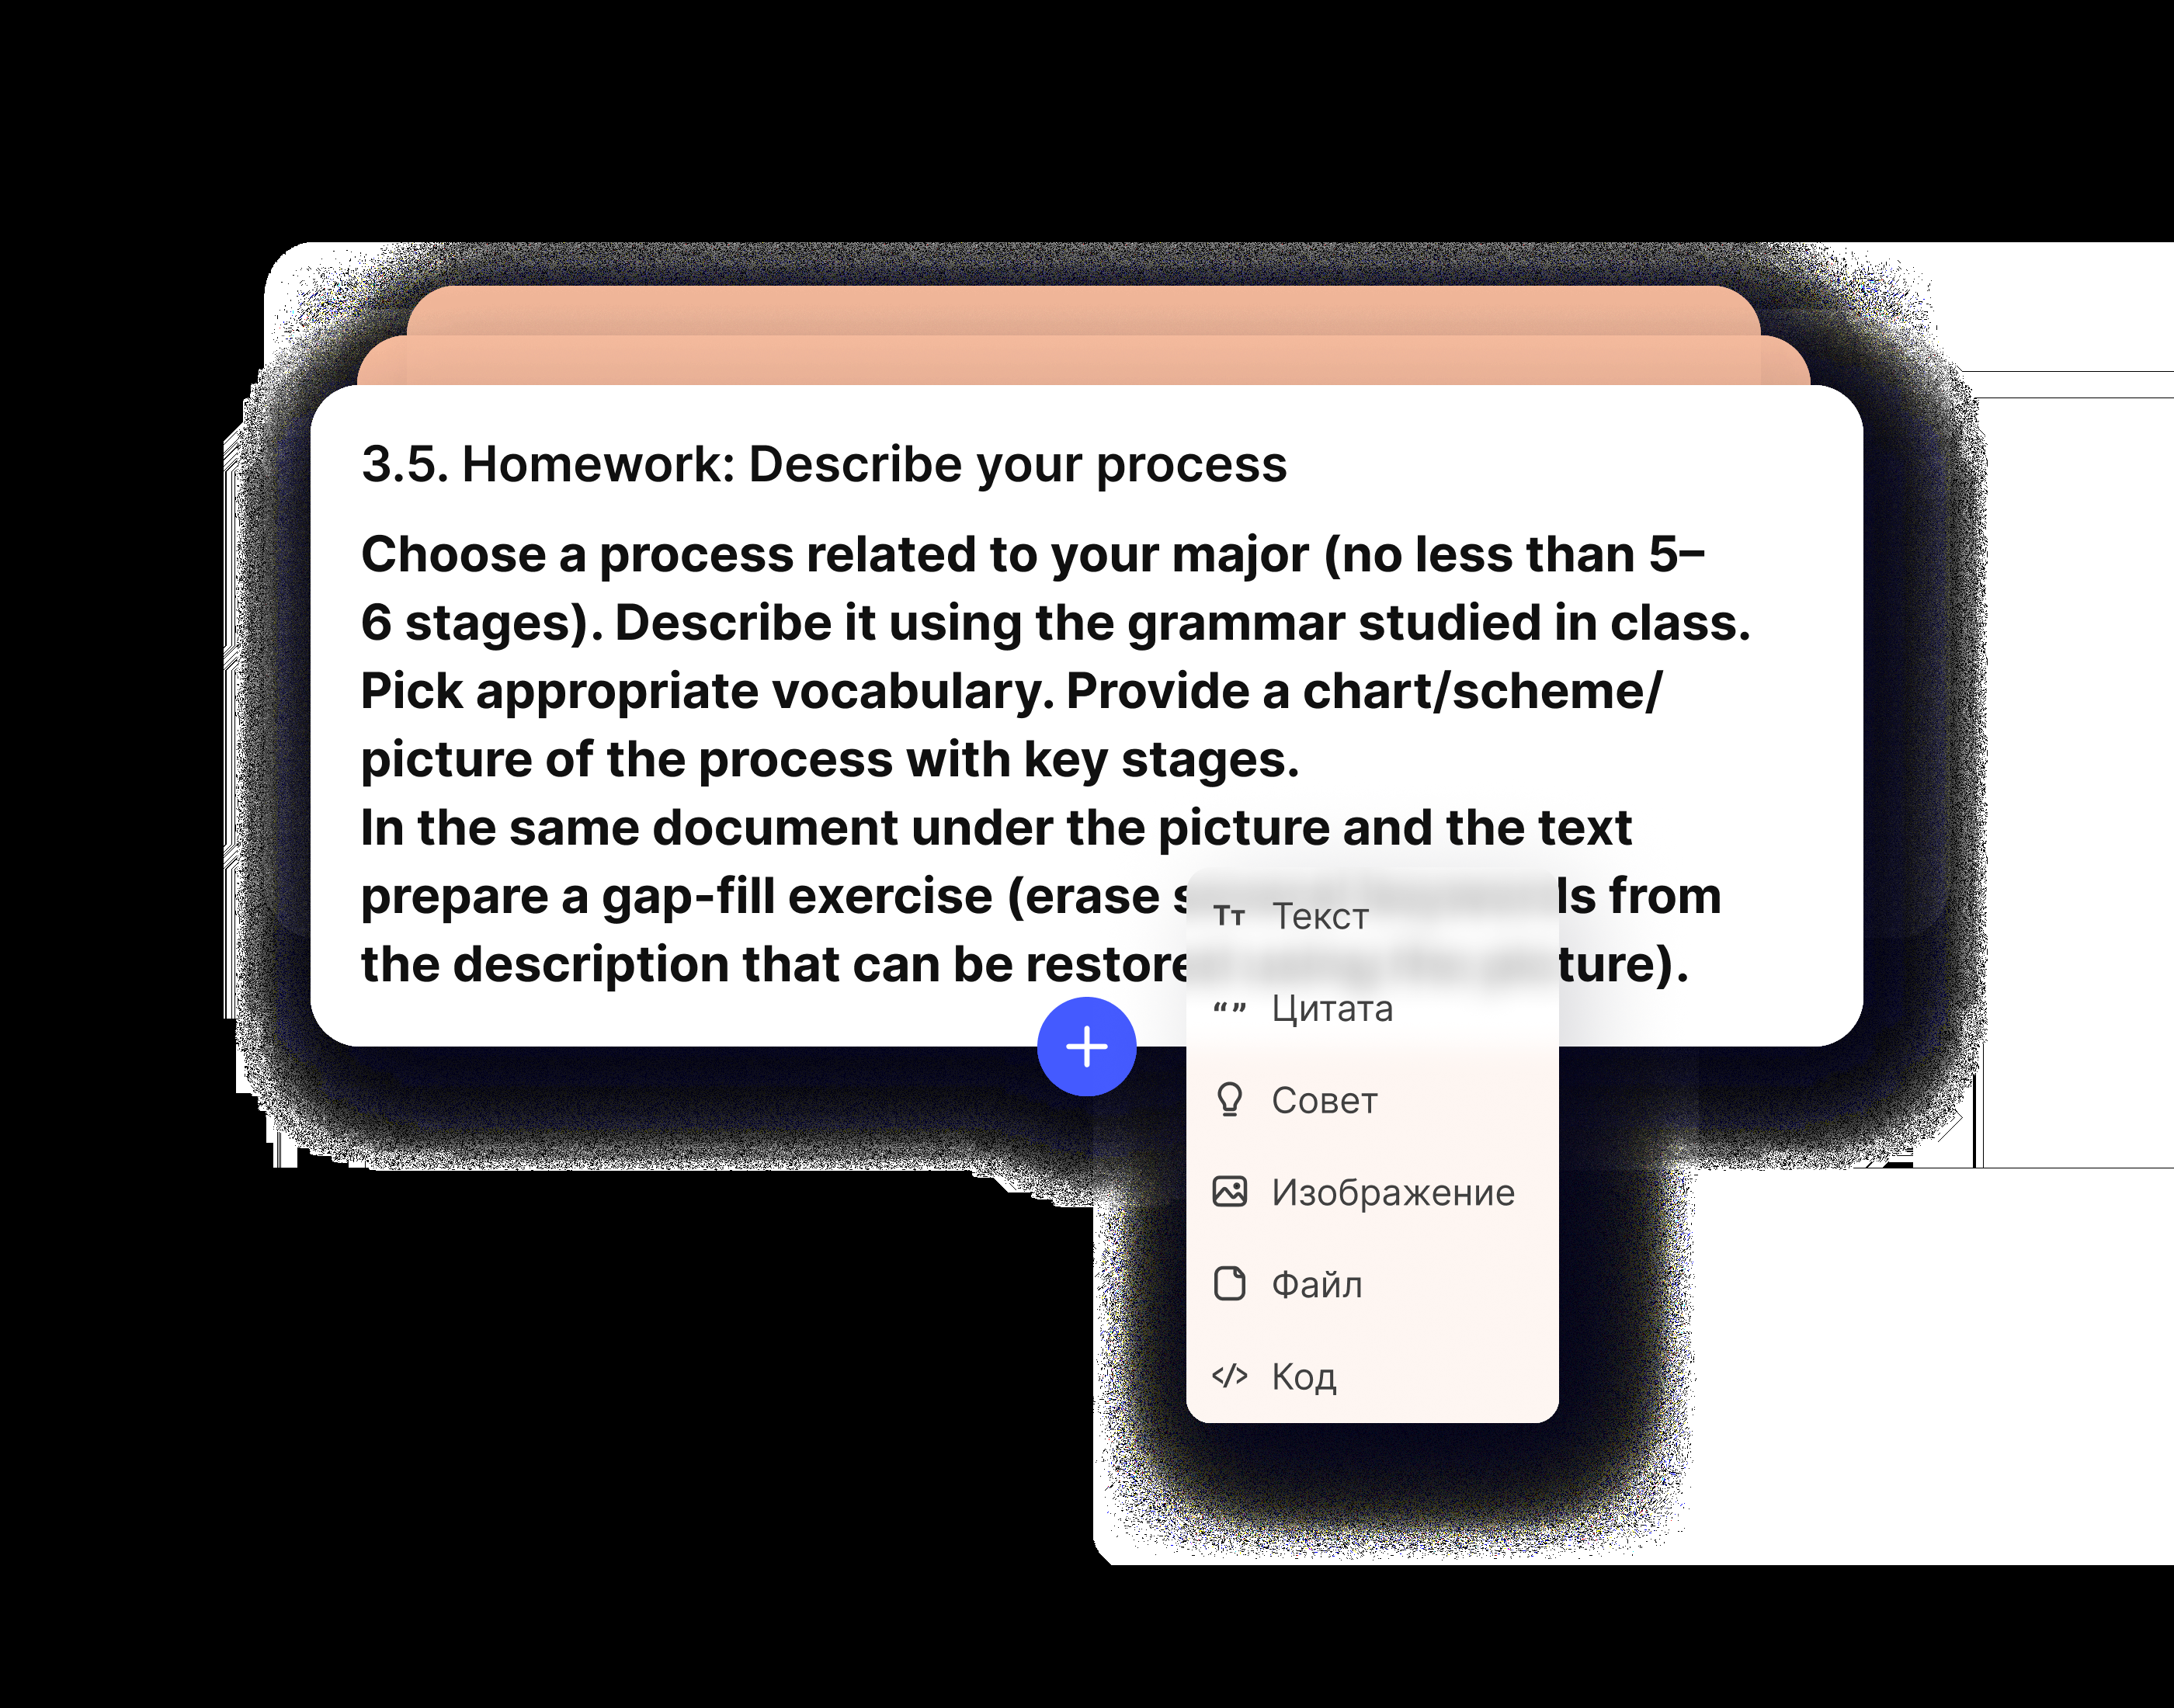 3.5. Homework: Describe your process
Choose a process related to your major (no less than 5–
6 stages). Describe it using the grammar studied in class.
Pick appropriate vocabulary. Provide a chart/scheme/
picture of the process with key stages.
In the same document under the picture and the text
prepare a gap-fill exercise (erase from
the description that can be
Tт Текст
“” Цитата
Совет
Изображение
Файл
</> Код